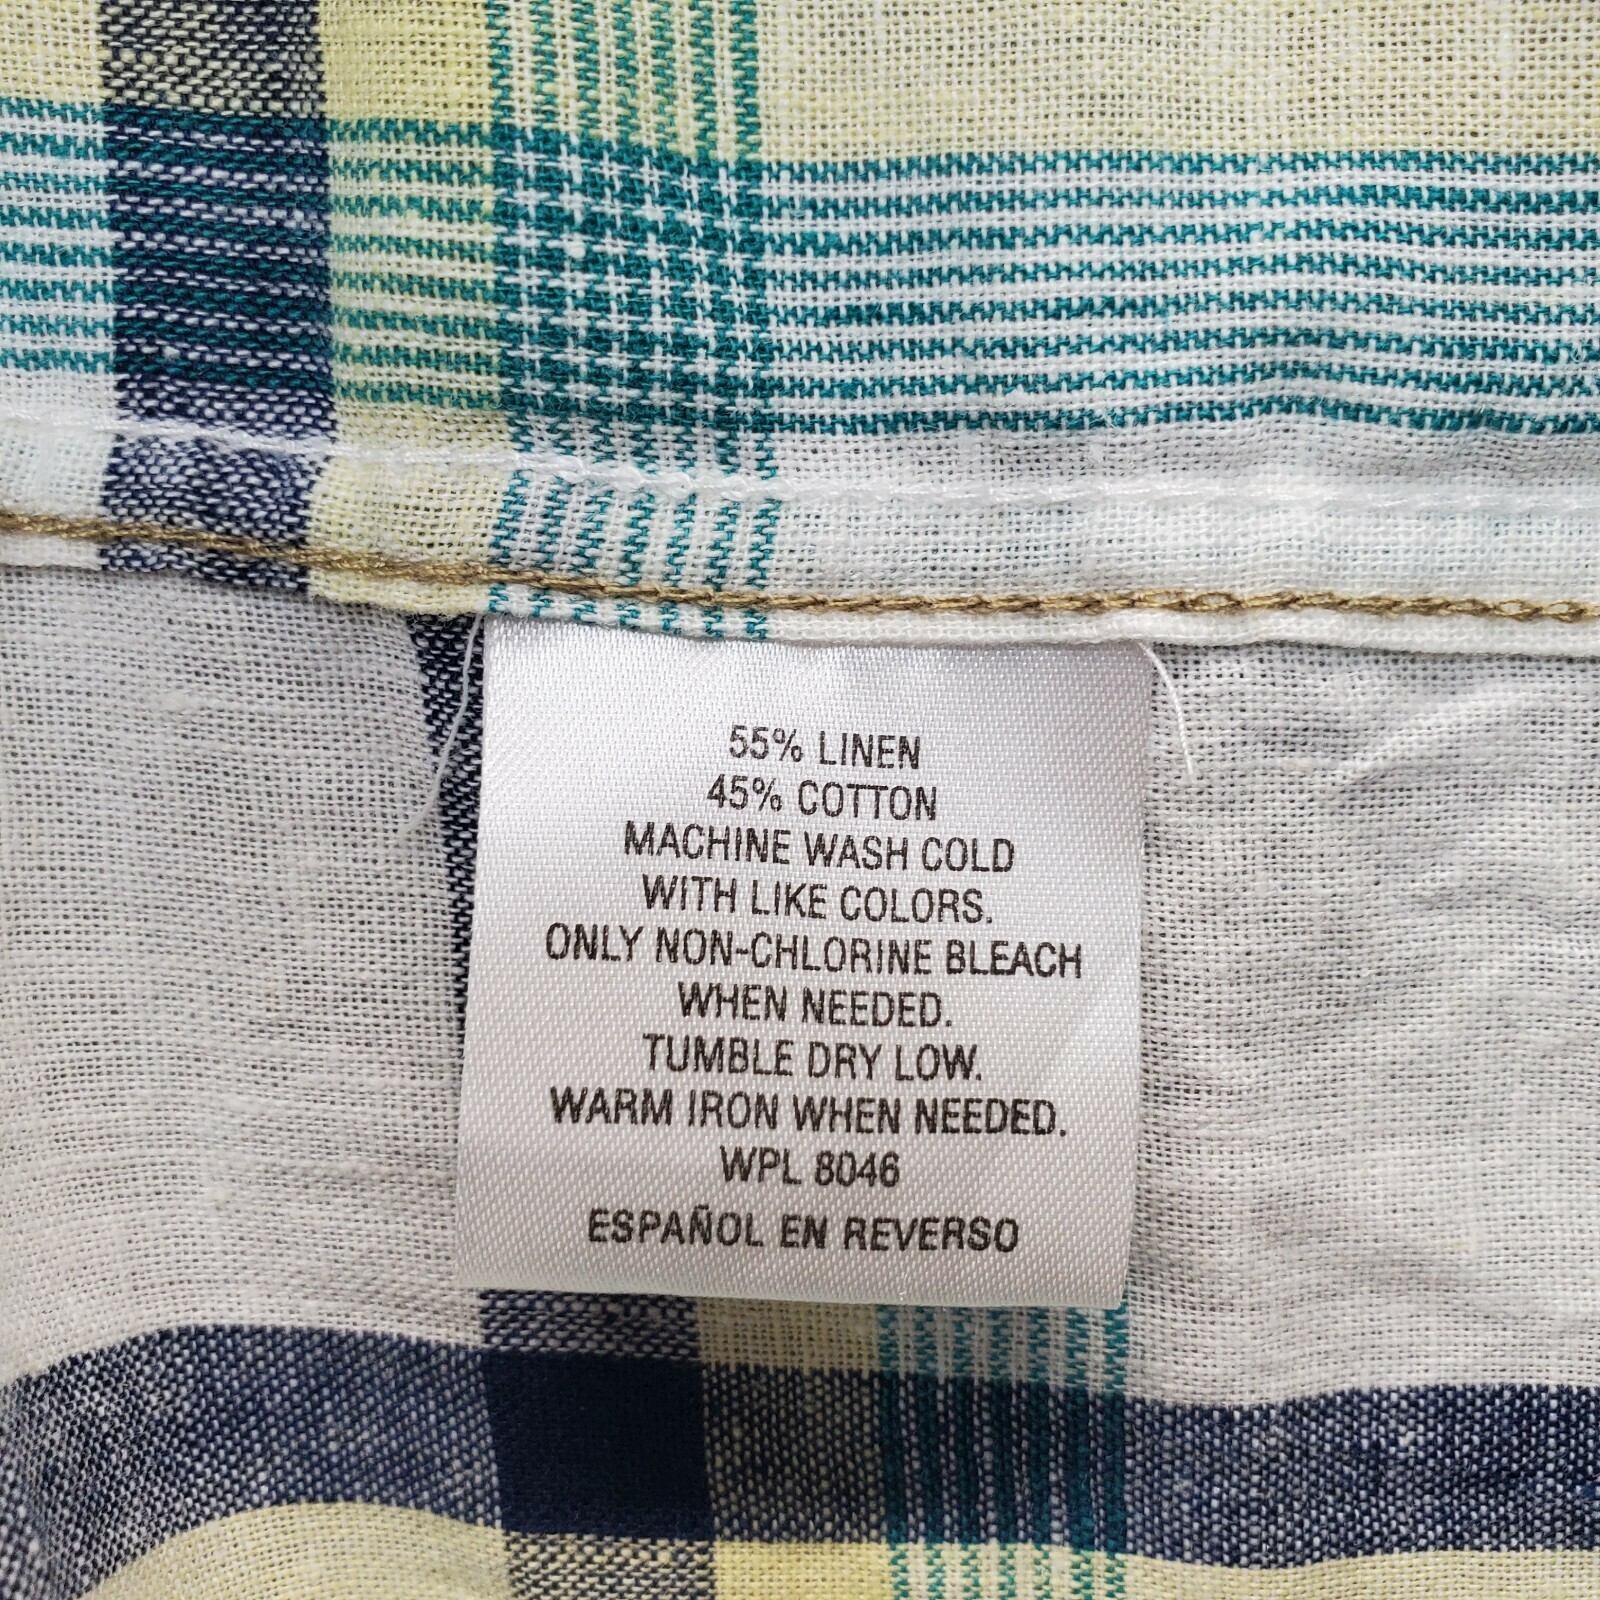 55% LINEN
45% COTTON
MACHINE WASH COLD
WITH LIKE COLORS.
ONLY NON-CHLORINE BLEACH
WHEN NEEDED.
TUMBLE DRY LOW.
WARM IRON WHEN NEEDED.
WPL 8046
ESPAÑOL EN REVERSO